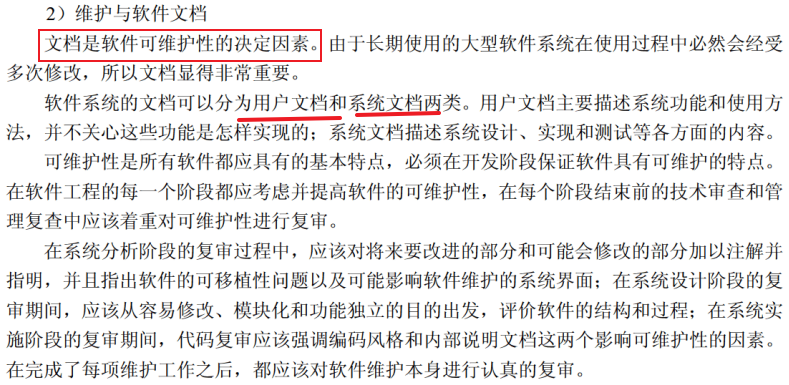 2）维护与软件文档
文档是软件可维护性的决定因素。由于长期使用的大型软件系统在使用过程中必然会经受
多次修改，所以文档显得非常重要。
软件系统的文档可以分为用户文档和系统文档两类。用户文档主要描述系统功能和使用方
法，并不关心这些功能是怎样实现的；系统文档描述系统设计、实现和测试等各方面的内容。
可维护性是所有软件都应具有的基本特点，必须在开发阶段保证软件具有可维护的特点。
在软件工程的每一个阶段都应考虑并提高软件的可维护性，在每个阶段结束前的技术审查和管
理复查中应该着重对可维护性进行复审。
在系统分析阶段的复审过程中，应该对将来要改进的部分和可能会修改的部分加以注解并
指明，并且指出软件的可移植性问题以及可能影响软件维护的系统界面；在系统设计阶段的复
审期间，应该从容易修改、模块化和功能独立的目的出发，评价软件的结构和过程；在系统实
施阶段的复审期间，代码复审应该强调编码风格和内部说明文档这两个影响可维护性的因素。
在完成了每项维护工作之后，都应该对软件维护本身进行认真的复审。